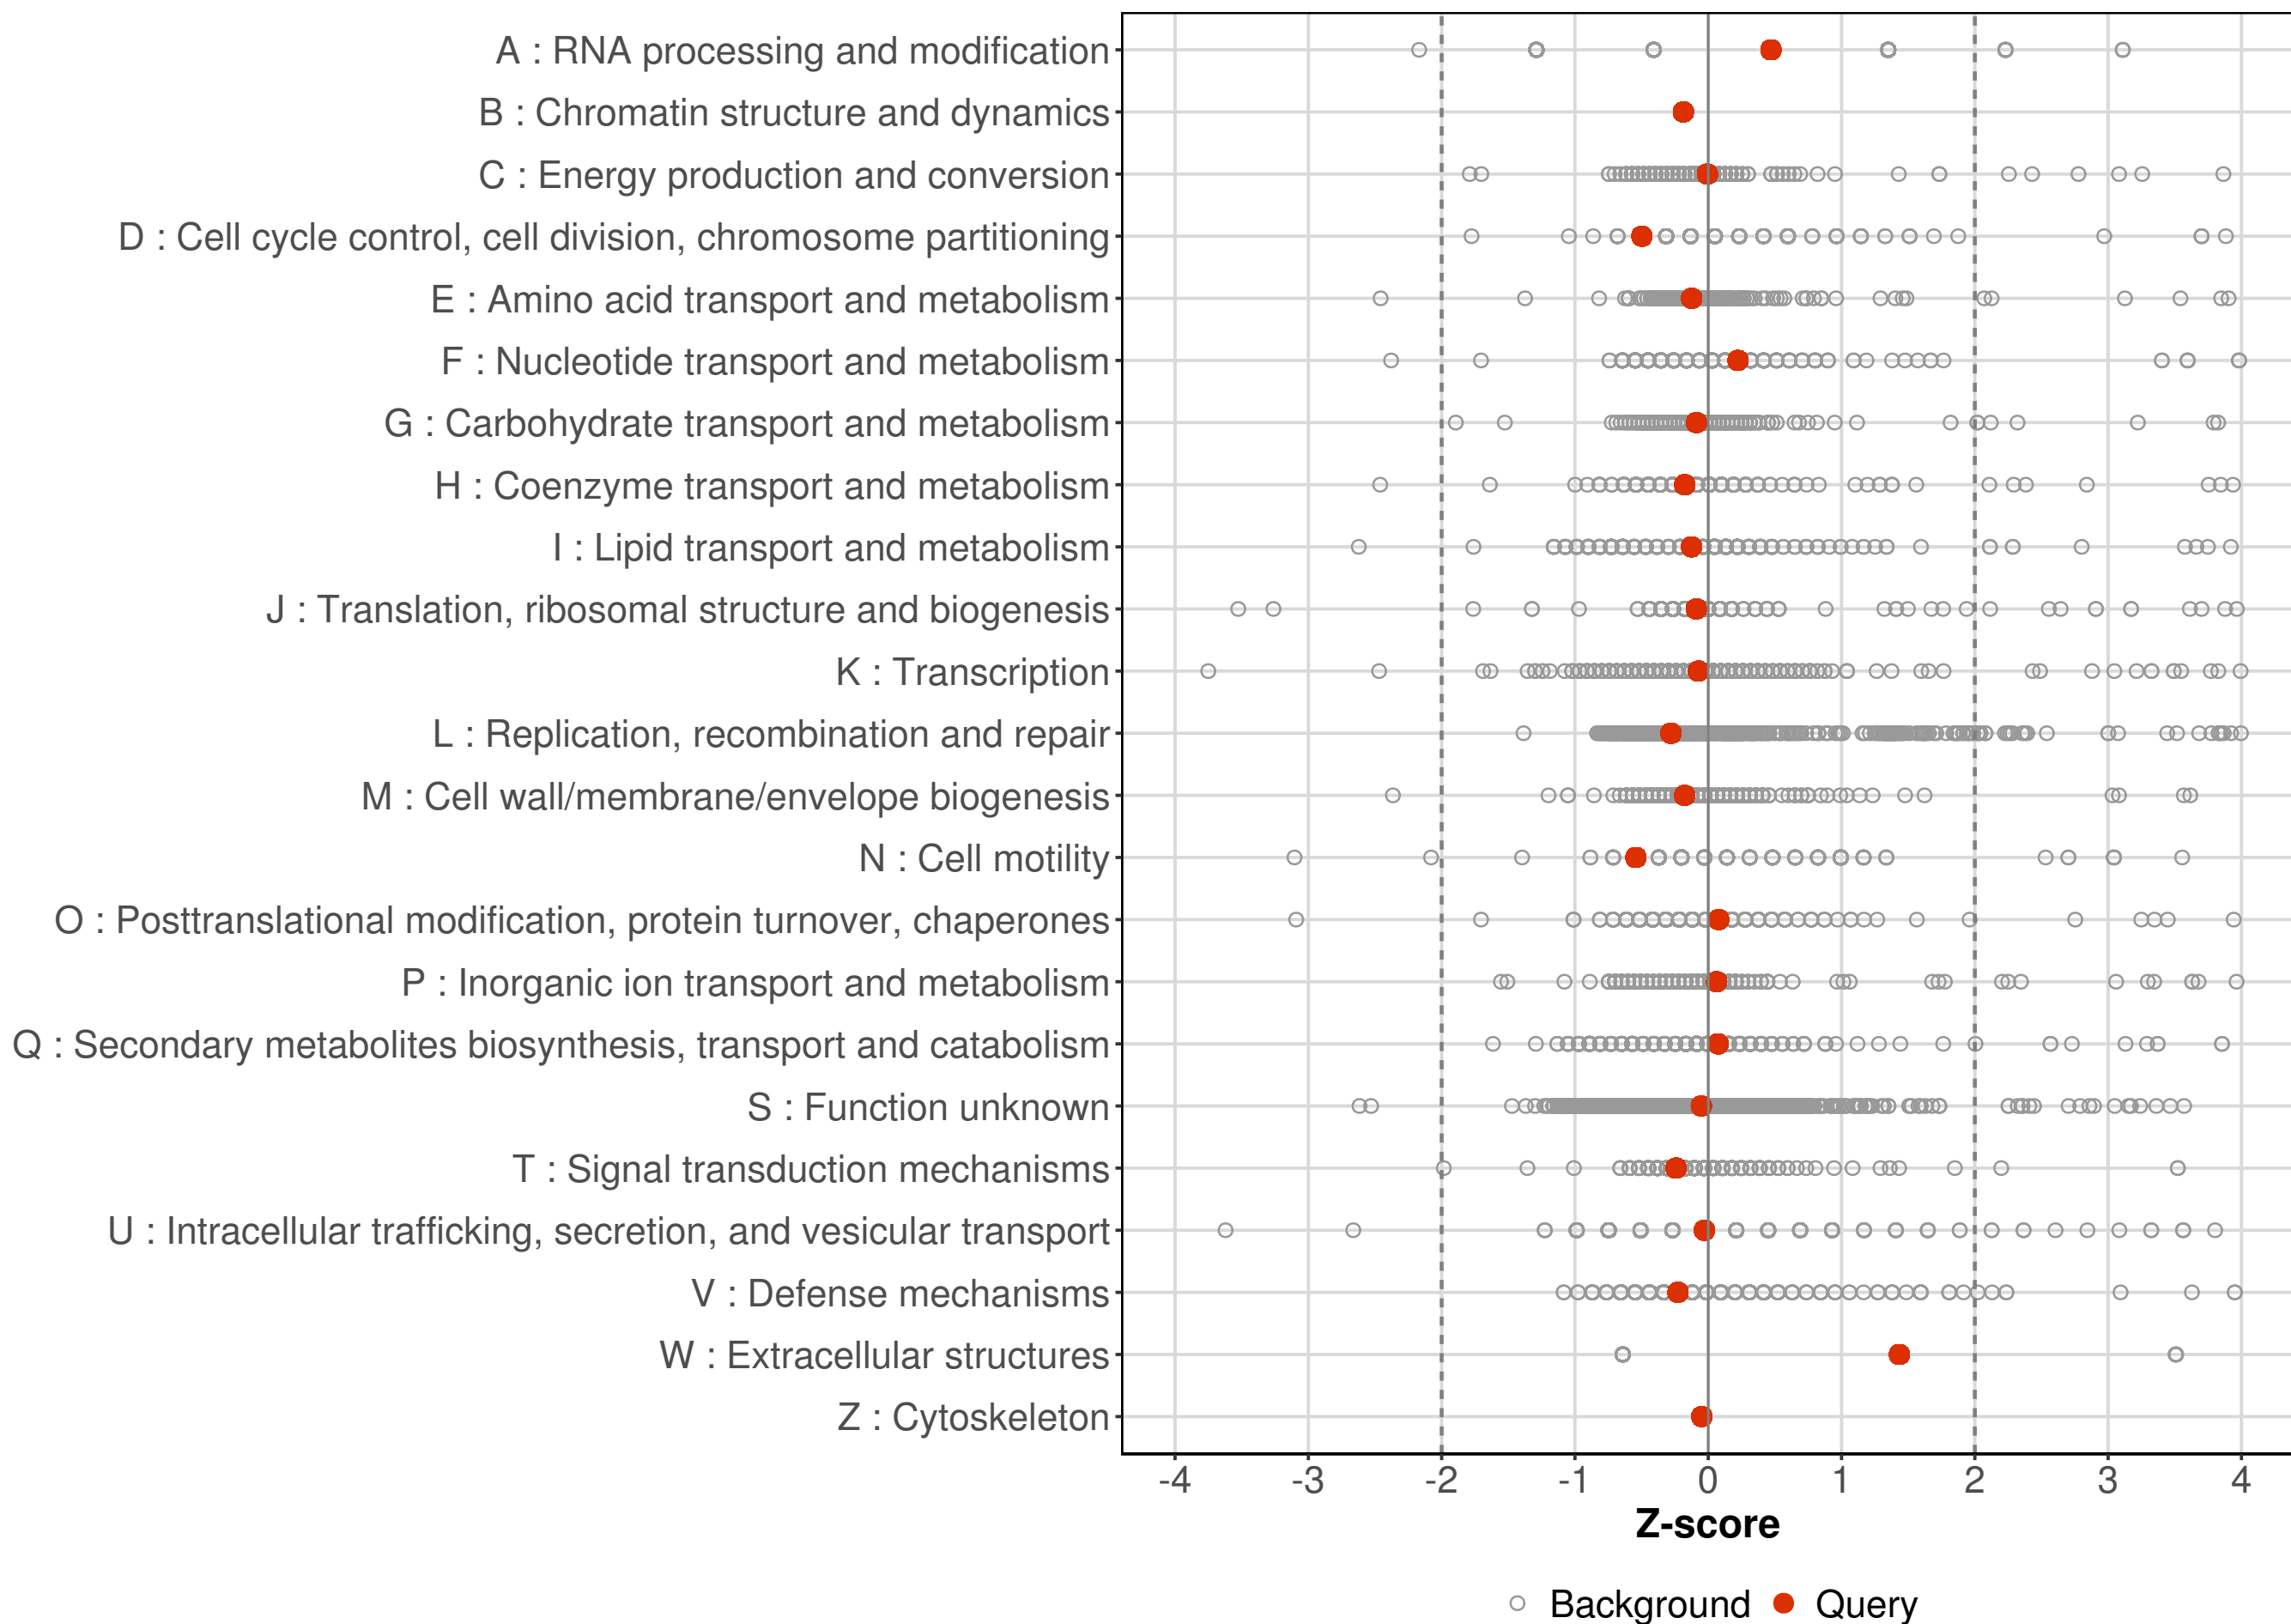 A : RNA processing and modification
B : Chromatin structure and dynamics
C : Energy production and conversion
D : Cell cycle control, cell division, chromosome partitioning
E : Amino acid transport and metabolism
F : Nucleotide transport and metabolism
G : Carbohydrate transport and metabolism
H : Coenzyme transport and metabolism
I : Lipid transport and metabolism
J : Translation, ribosomal structure and biogenesis
K : Transcription
L : Replication, recombination and repair
M : Cell wall/membrane/envelope biogenesis
N : Cell motility
O : Posttranslational modification, protein turnover, chaperones
P : Inorganic ion transport and metabolism
Q : Secondary metabolites biosynthesis, transport and catabolism
S : Function unknown
T : Signal transduction mechanisms
U : Intracellular trafficking, secretion, and vesicular transport
V : Defense mechanisms
W : Extracellular structures
Z : Cytoskeleton
-4 -3 -2 -1 0 1 2 3 4
Z-score
Background Query